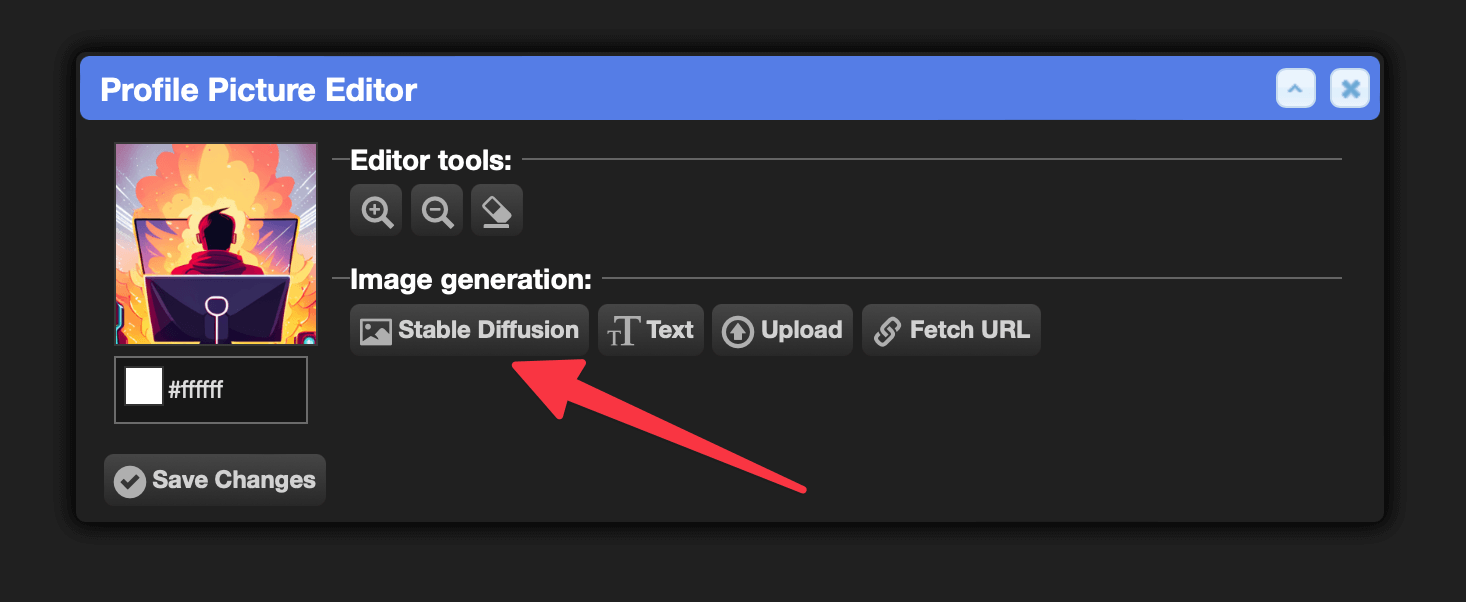 Profile Picture Editor
Editor tools:
Image generation:
Stable Diffusion
Text
Upload
Fetch URL
#ffffff
Save Changes